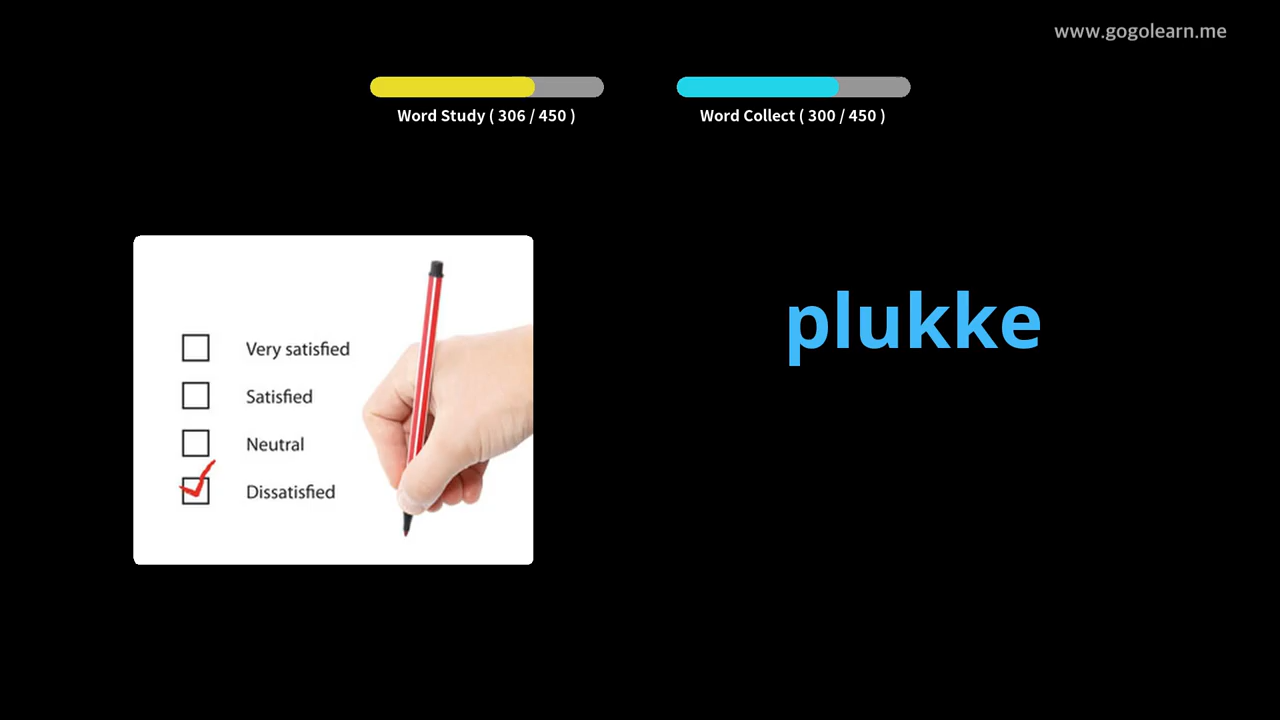 www.gogolearn.me
Word Study ( 306 / 450 )
Word Collect ( 300 / 450 )
plukke
Very satisfied
Satisfied
Neutral
Dissatisfied